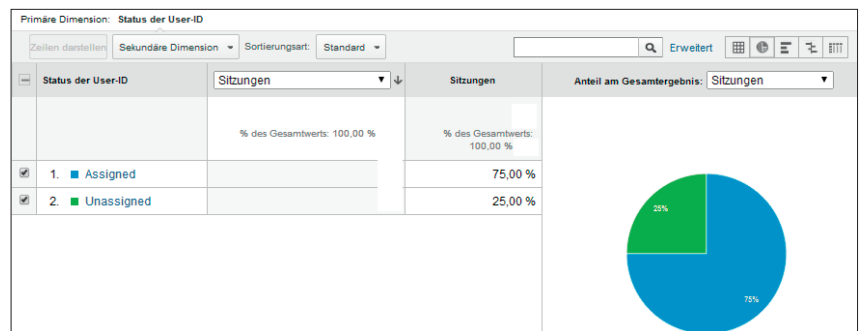 Primäre Dimension: Status der User-ID
Zeilen darstellen Sekundäre Dimension Sortierungsart: Standard Erweitert
Status der User-ID Sitzungen Sitzungen Anteil am Gesamtergebnis: Sitzungen
% des Gesamtwerts: 100,00 % % des Gesamtwerts:
100,00 %
1. Assigned 75,00 %
2. Unassigned 25,00 %
25%
75%